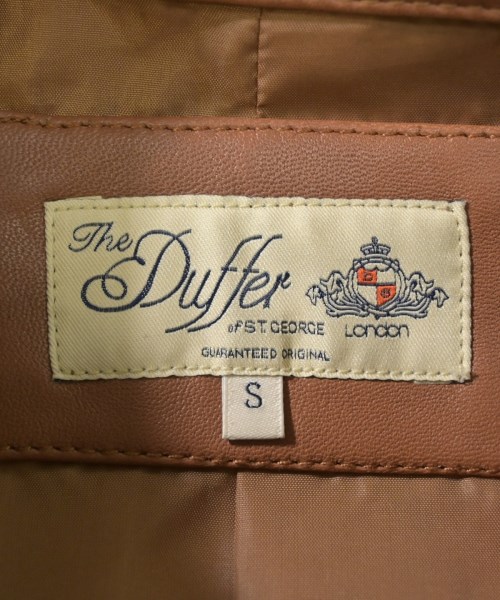 The
Duffer
of ST. GEORGE
London
GUARANTEED ORIGINAL
S